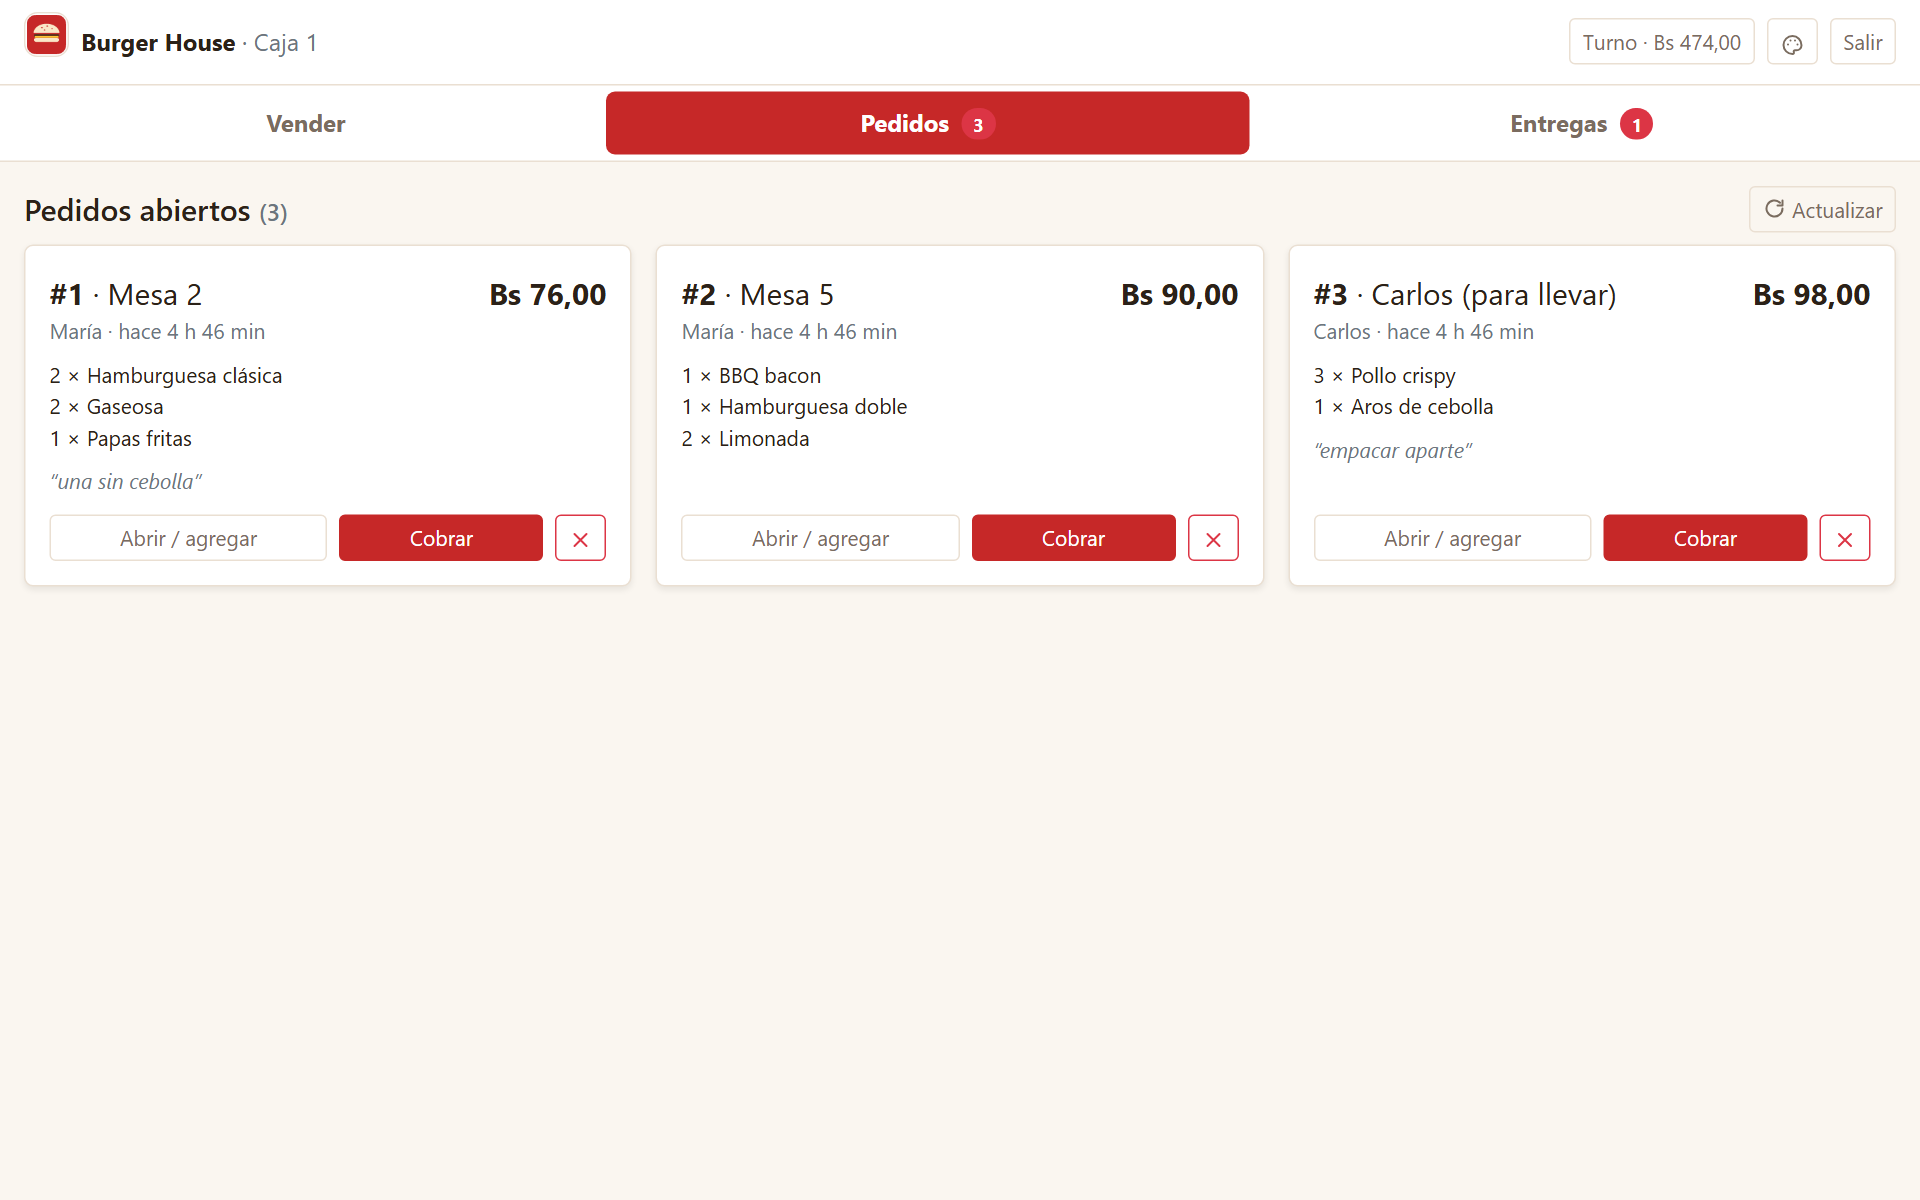 Burger House · Caja 1
Turno · Bs 474,00
Salir
Vender
Pedidos 3
Entregas 1
Pedidos abiertos (3)
Actualizar
#1 · Mesa 2 Bs 76,00
María · hace 4 h 46 min
2 × Hamburguesa clásica
2 × Gaseosa
1 × Papas fritas
“una sin cebolla”
Abrir / agregar
Cobrar
#2 · Mesa 5 Bs 90,00
María · hace 4 h 46 min
1 × BBQ bacon
1 × Hamburguesa doble
2 × Limonada
Abrir / agregar
Cobrar
#3 · Carlos (para llevar) Bs 98,00
Carlos · hace 4 h 46 min
3 × Pollo crispy
1 × Aros de cebolla
“empacar aparte”
Abrir / agregar
Cobrar